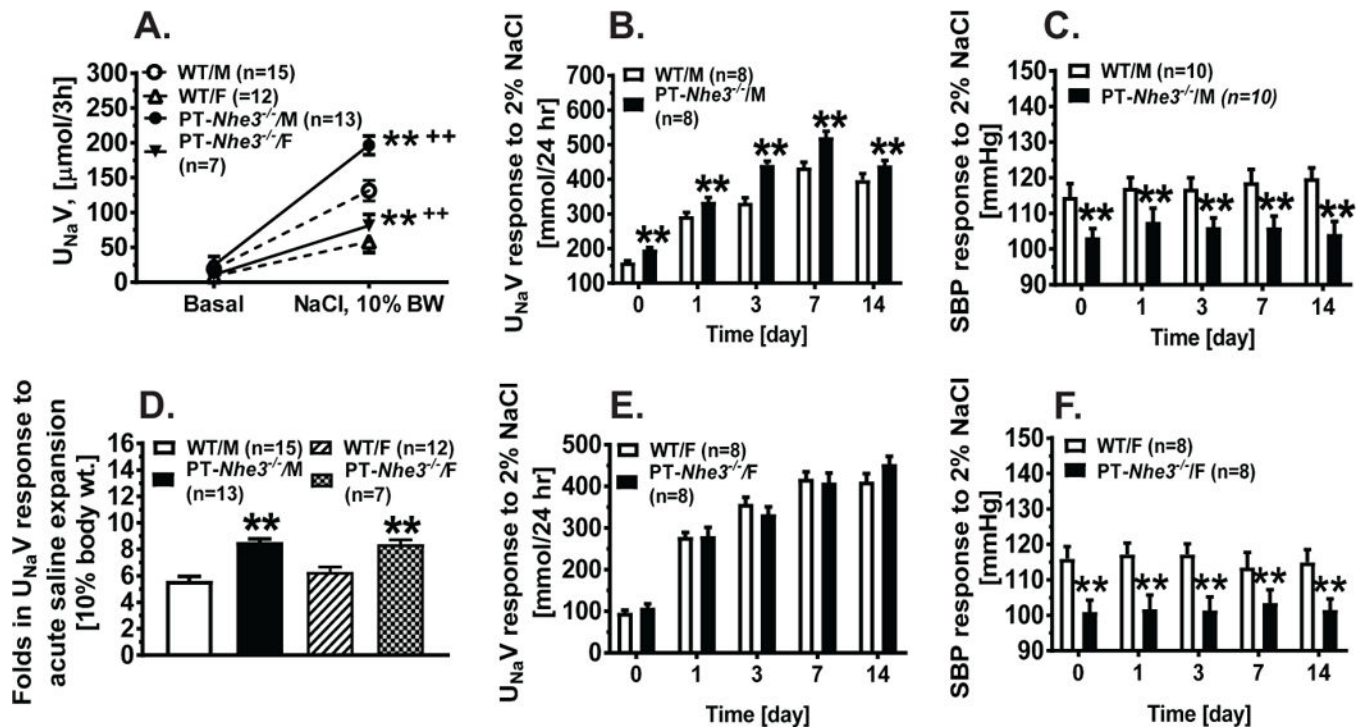 A.
U_NaV, [µmol/3h]
300
250
200
150
100
50
0
WT/M (n=15)
WT/F (=12)
PT-Nhe3-/-/M (n=13)
PT-Nhe3-/-/F
(n=7)
**++
**++
Basal
NaCl, 10% BW
B.
U_NaV response to 2% NaCl
[mmol/24 hr]
700
600
500
400
300
200
100
WT/M (n=8)
PT-Nhe3-/-/M
(n=8)
** ** ** ** **
0 1 3 7 14
Time [day]
C.
SBP response to 2% NaCl
[mmHg]
150
140
130
120
110
100
90
WT/M (n=10)
PT-Nhe3-/-/M (n=10)
** ** ** ** **
0 1 3 7 14
Time [day]
D.
Folds in U_NaV response to
acute saline expansion
[10% body wt.]
16
14
12
10
8
6
4
2
0
WT/M (n=15)
PT-Nhe3-/-/M
(n=13)
WT/F (n=12)
PT-Nhe3-/-/F
(n=7)
** **
E.
U_NaV response to 2% NaCl
[mmol/24 hr]
500
400
300
200
100
0
WT/F (n=8)
PT-Nhe3-/-/F
(n=8)
0 1 3 7 14
Time [day]
F.
SBP response to 2% NaCl
[mmHg]
150
140
130
120
110
100
90
WT/F (n=8)
PT-Nhe3-/-/F (n=8)
** ** ** ** **
0 1 3 7 14
Time [day]